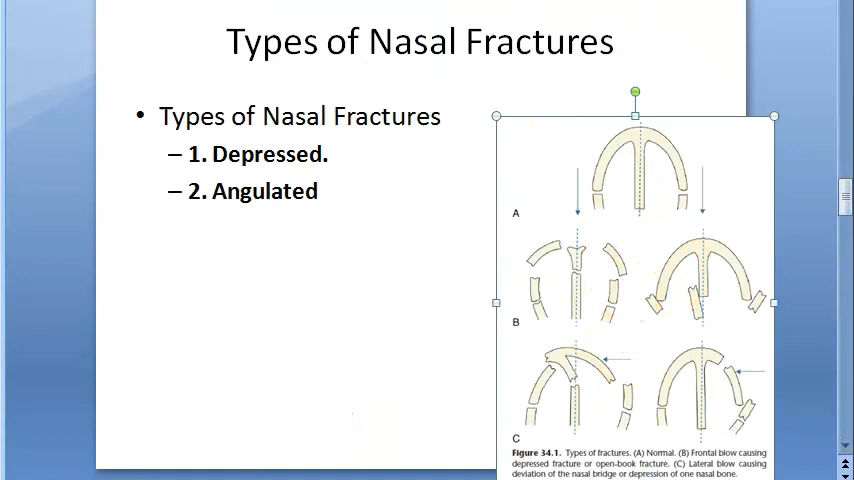 Types of Nasal Fractures
• Types of Nasal Fractures
– 1. Depressed.
– 2. Angulated
A
B
C
Figure 34.1. Types of fractures. (A) Normal. (B) Frontal blow causing
depressed fracture or open-book fracture. (C) Lateral blow causing
deviation of the nasal bridge or depression of one nasal bone.